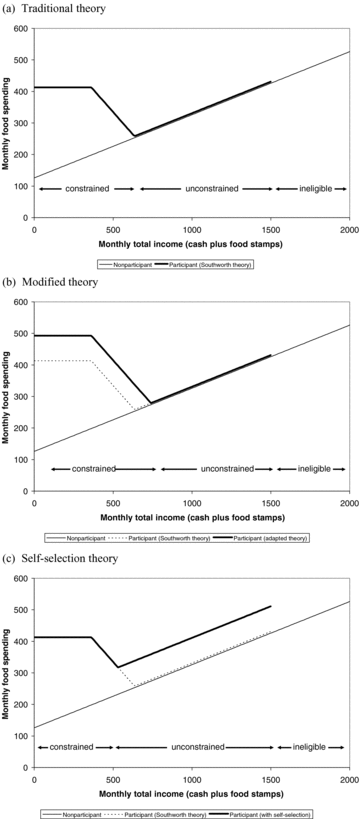 (a) Traditional theory
600
500
400
300
200
100
0
Monthly food spending
constrained
unconstrained
ineligible
0 500 1000 1500 2000
Monthly total income (cash plus food stamps)
Nonparticipant Participant (Southworth theory)
(b) Modified theory
600
500
400
300
200
100
0
Monthly food spending
constrained
unconstrained
ineligible
0 500 1000 1500 2000
Monthly total income (cash plus food stamps)
Nonparticipant Participant (Southworth theory) Participant (adapted theory)
(c) Self-selection theory
600
500
400
300
200
100
0
Monthly food spending
constrained
unconstrained
ineligible
0 500 1000 1500 2000
Monthly total income (cash plus food stamps)
Nonparticipant Participant (Southworth theory) Participant (with self-selection)